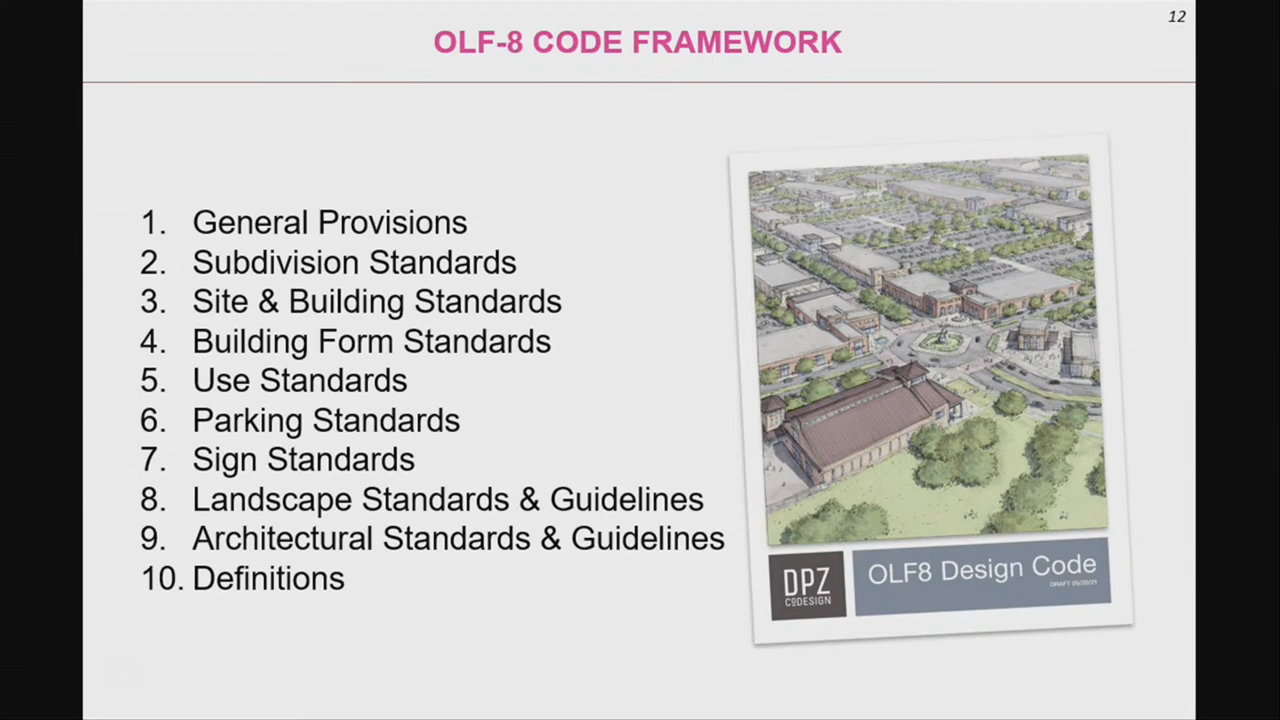 12
OLF-8 CODE FRAMEWORK
1. General Provisions
2. Subdivision Standards
3. Site & Building Standards
4. Building Form Standards
5. Use Standards
6. Parking Standards
7. Sign Standards
8. Landscape Standards & Guidelines
9. Architectural Standards & Guidelines
10. Definitions
DPZ
CODESIGN
OLF8 Design Code
DRAFT